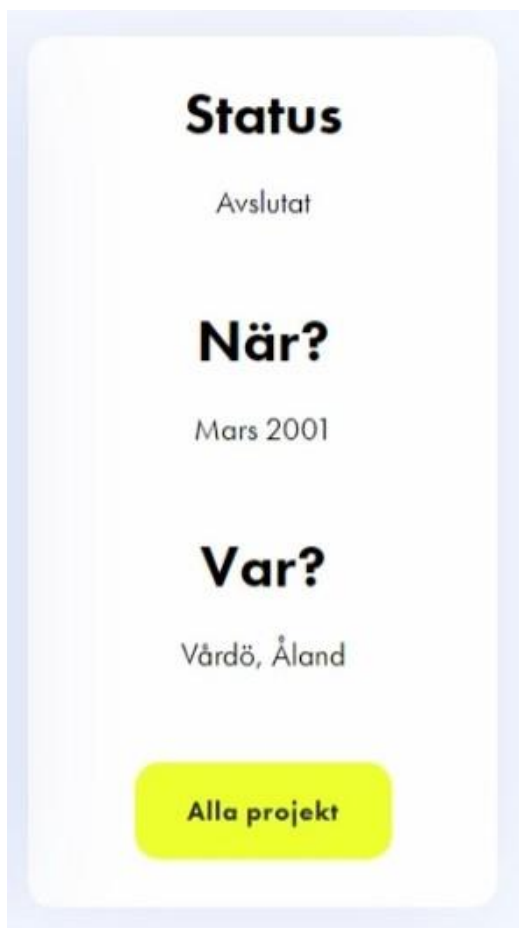 Status
Avslutat
När?
Mars 2001
Var?
Vårdö, Åland
Alla projekt